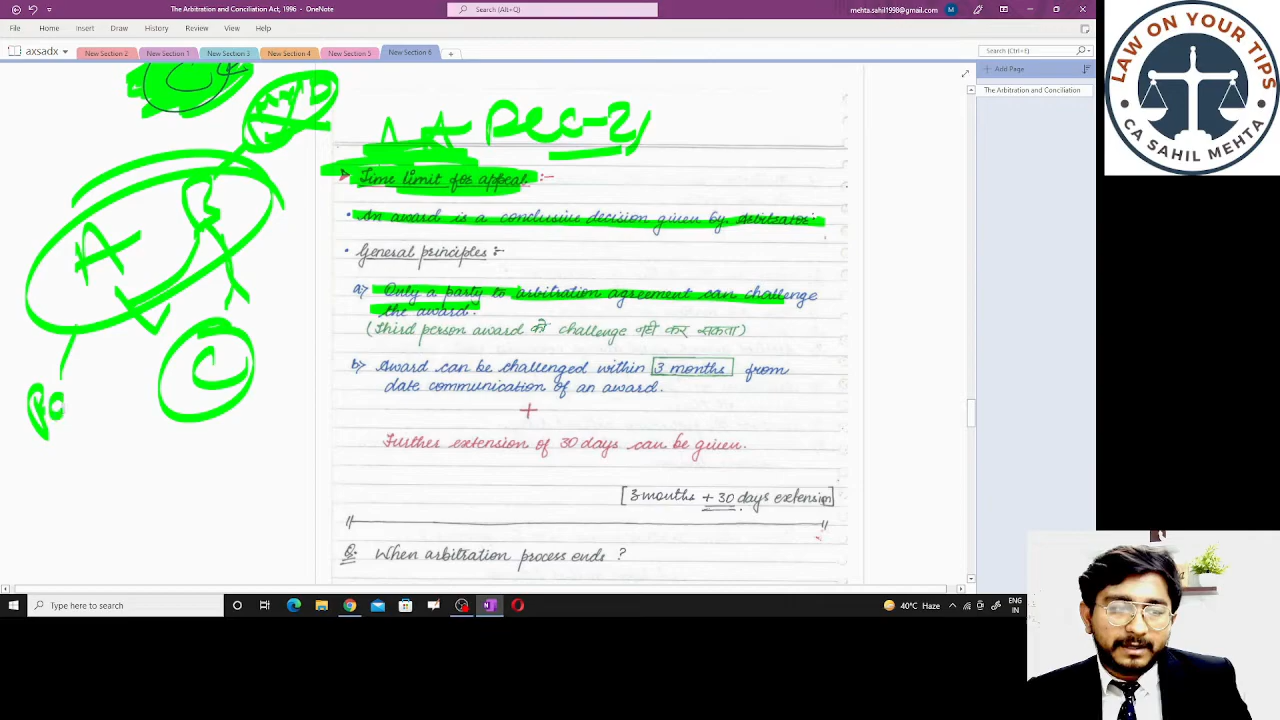 The Arbitration and Conciliation Act, 1996 - OneNote
Search (Alt+Q)
mehta.sahil1998@gmail.com
M
File Home Insert Draw History Review View Help
axsadx
New Section 2
New Section 1
New Section 3
New Section 4
New Section 5
New Section 6
Search (Ctrl+E)
Add Page
The Arbitration and Conciliation
LAW ON YOUR TIPS
CA SAHIL MEHTA
Dec-21
Time limit for appeal :-
• An award is a conclusive decision given by arbitrator.
• General principles :-
a) Only a party to arbitration agreement can challenge
the award.
(Third person award को challenge नहीं कर सकता)
b) Award can be challenged within 3 months from
date communication of an award.
+
Further extension of 30 days can be given.
[3 months + 30 days extension]
Q. When arbitration process ends ?
A
C
Type here to search
40°C Haze
ENG
IN